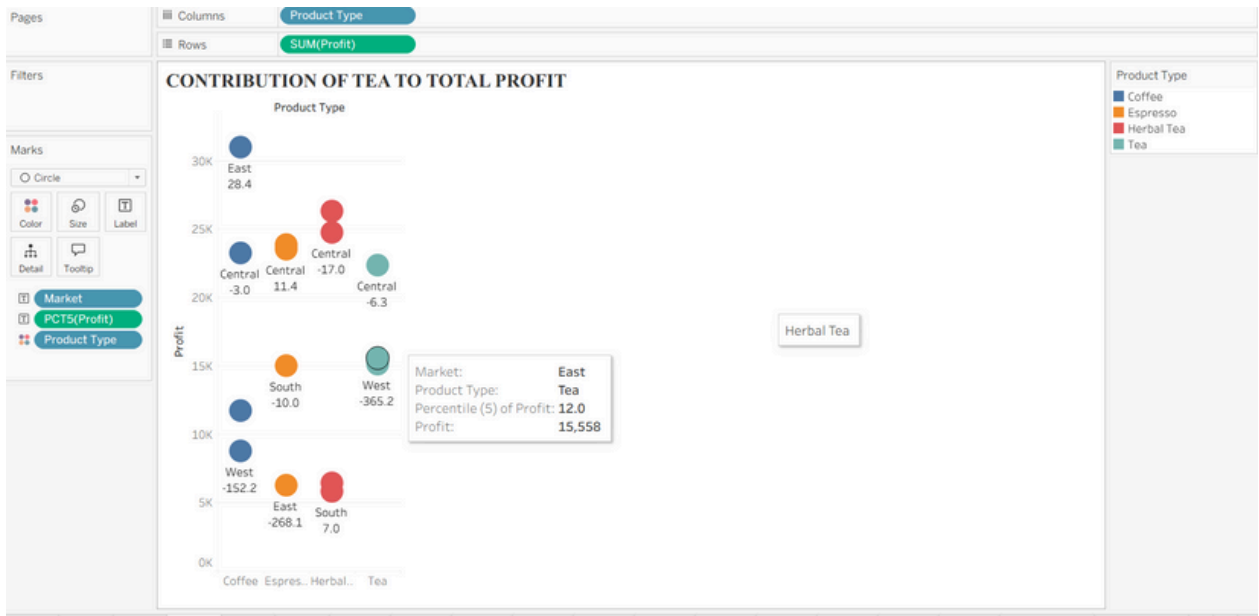 Pages
Columns
Product Type
Rows
SUM(Profit)
Filters
Marks
Circle
Color
Size
Label
Detail
Tooltip
Market
PCT5(Profit)
Product Type
CONTRIBUTION OF TEA TO TOTAL PROFIT
Product Type
Profit
30K
25K
20K
15K
10K
5K
0K
East
28.4
Central
-3.0
West
-152.2
Central
11.4
South
-10.0
East
-268.1
Central
-17.0
South
7.0
Central
-6.3
West
-365.2
Coffee Espres.. Herbal.. Tea
Market: East
Product Type: Tea
Percentile (5) of Profit: 12.0
Profit: 15,558
Herbal Tea
Product Type
Coffee
Espresso
Herbal Tea
Tea